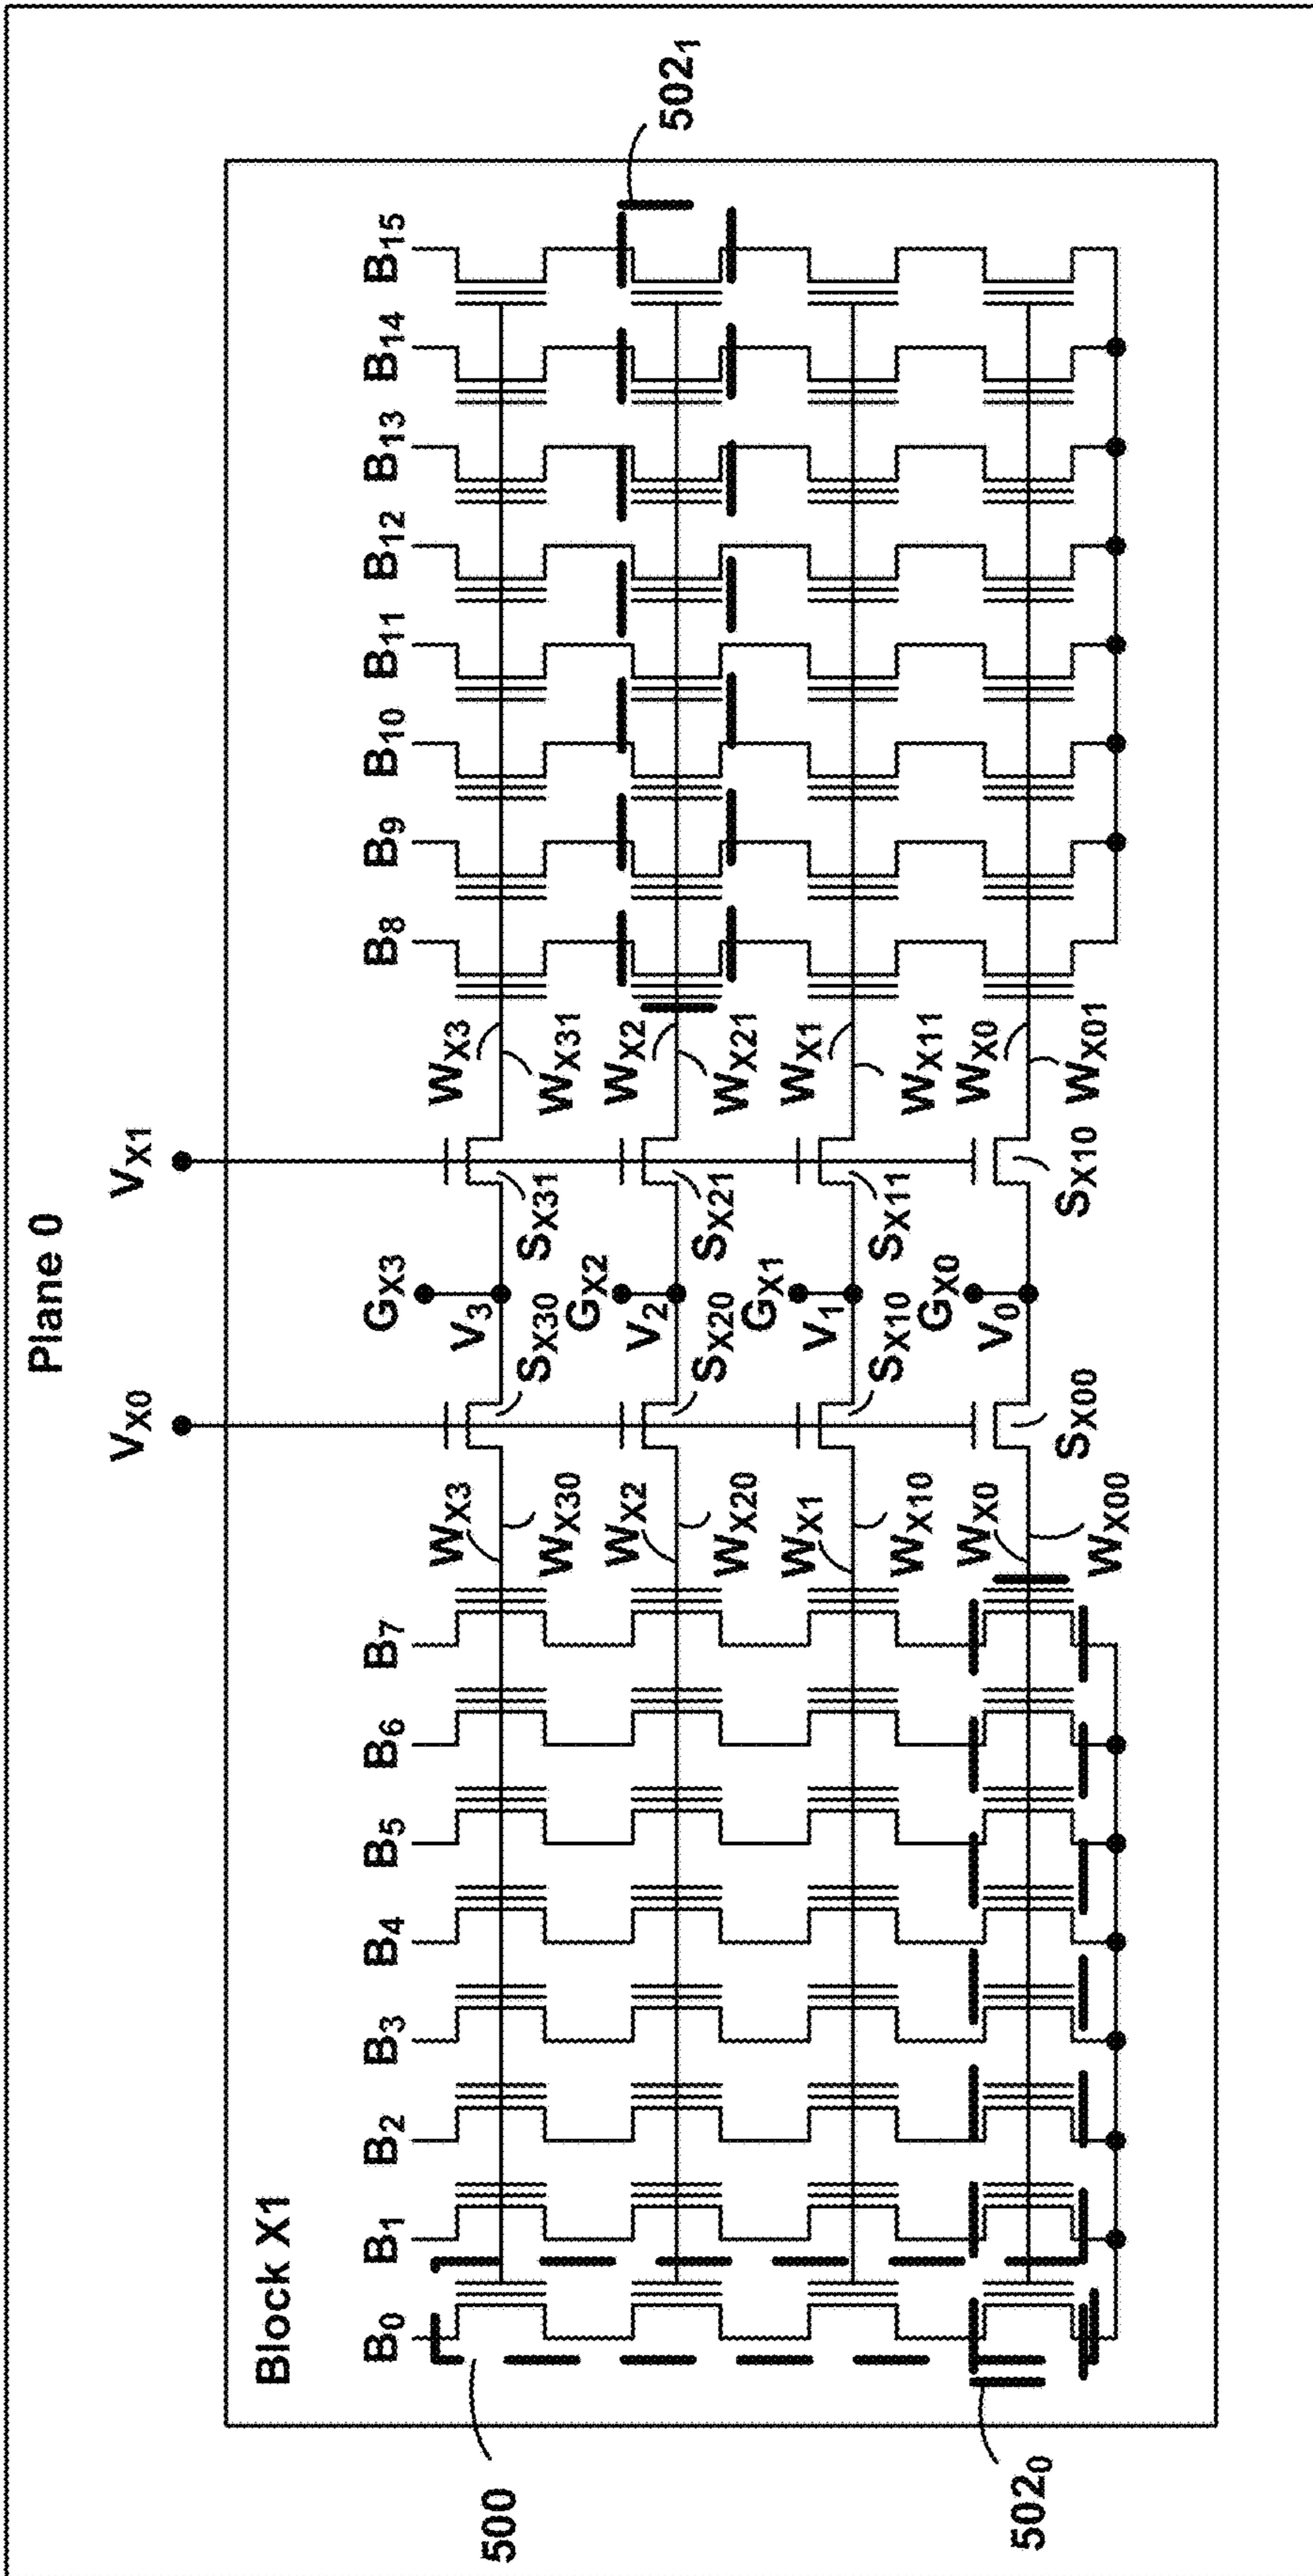 Plane 0
V_X0 V_X1
Block X1
B_0 B_1 B_2 B_3 B_4 B_5 B_6 B_7 B_8 B_9 B_10 B_11 B_12 B_13 B_14 B_15
502_1
500
G_X3
W_X3 V_3 W_X3
W_X30 S_X30 S_X31 W_X31
G_X2
W_X2 V_2 W_X2
W_X20 S_X20 S_X21 W_X21
G_X1
W_X1 V_1 W_X1
W_X10 S_X10 S_X11 W_X11
G_X0
W_X0 V_0 W_X0
W_X00 S_X00 S_X10 W_X01
502_0